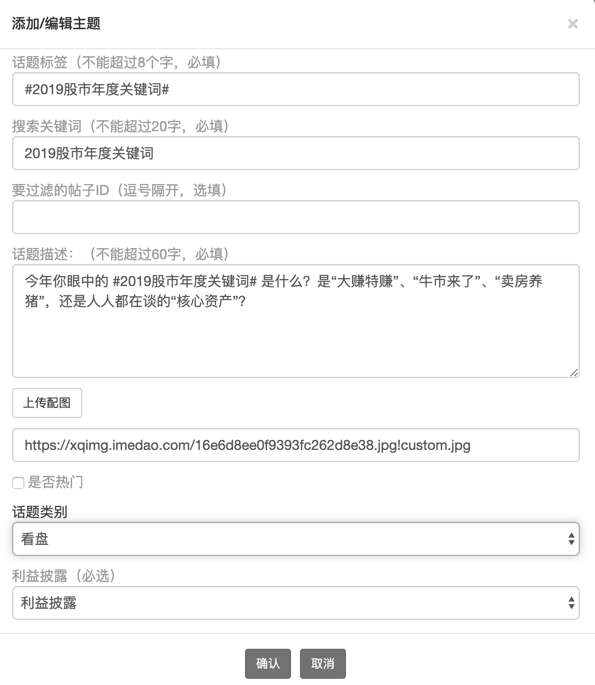 添加/编辑主题 ×
话题标签（不能超过8个字，必填）
#2019股市年度关键词#
搜索关键词（不能超过20字，必填）
2019股市年度关键词
要过滤的帖子ID（逗号隔开，选填）
话题描述：（不能超过60字，必填）
今年你眼中的 #2019股市年度关键词# 是什么？是“大赚特赚”、“牛市来了”、“卖房养
猪”，还是人人都在谈的“核心资产”？
上传配图
https://xqimg.imedao.com/16e6d8ee0f9393fc262d8e38.jpg!custom.jpg
是否热门
话题类别
看盘
利益披露（必选）
利益披露
确认 取消